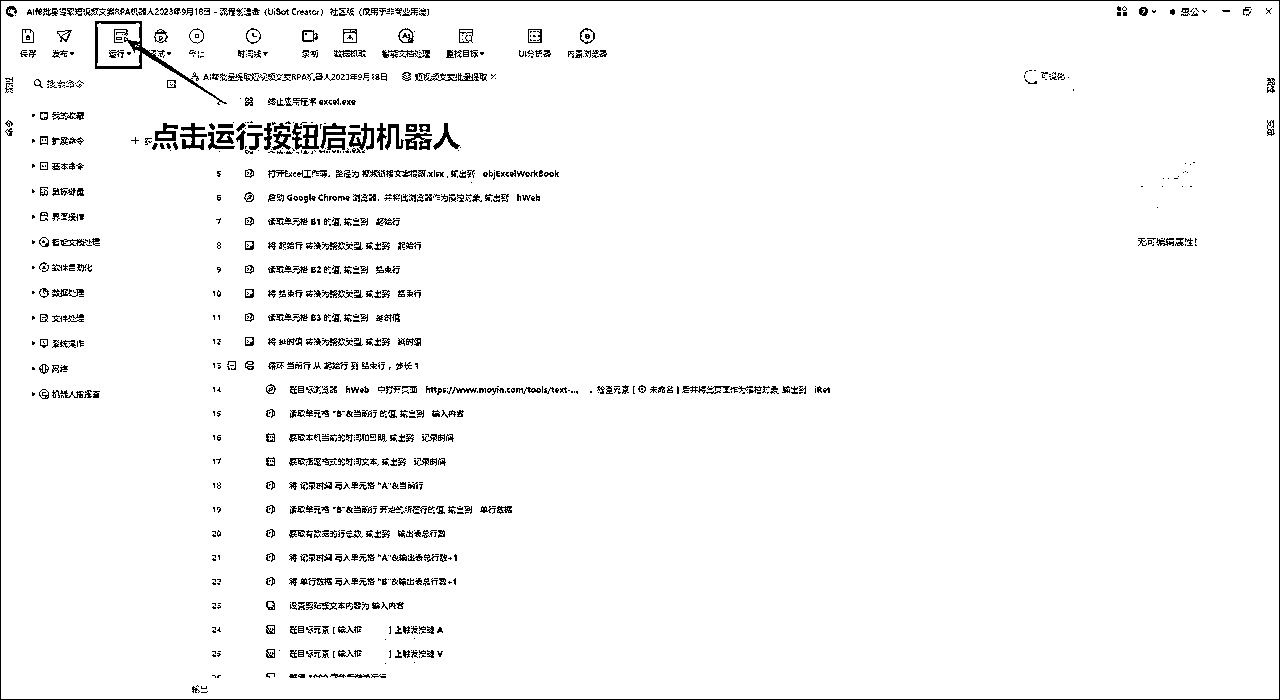 AI帮批量提取短视频文案RPA机器人2023年9月18日 - 流程创造者（UiBot Creator）社区版（仅用于非商业用途）
愚公
保存 发布 运行 停止 时间线 录制 数据抓取 智能文档处理 查找目标 UI分析器 内置浏览器
AI帮批量提取短视频文案RPA机器人2023年9月18日 短视频文案批量提取
可视化
搜索命令
终止应用程序 excel.exe
我的收藏
点击运行按钮启动机器人
扩展命令
基本命令
5 打开Excel工作簿，路径为 视频链接文案提取.xlsx , 输出到 objExcelWorkBook
鼠标键盘
6 启动 Google Chrome 浏览器，并将此浏览器作为操控对象, 输出到 hWeb
界面操作
7 读取单元格 B1 的值, 输出到 起始行
智能文档处理
8 将 起始行 转换为整数类型, 输出到 起始行
软件自动化
9 读取单元格 B2 的值, 输出到 结束行
数据处理
10 将 结束行 转换为整数类型, 输出到 结束行
文件处理
11 读取单元格 B3 的值, 输出到 延时值
系统操作
12 将 延时值 转换为整数类型, 输出到 延时值
网络
13 循环 当前行 从 起始行 到 结束行 ，步长 1
机器人指挥官
无可编辑属性!
14 在目标浏览器 hWeb 中打开页面 https://www.moyin.com/tools/text-... ，检查元素 [ 未命名 ] 后并将此页面作为操控对象, 输出到 iRet
15 读取单元格 "B"&当前行 的值, 输出到 输入内容
16 获取本机当前的时间和日期, 输出到 记录时间
17 获取指定格式的时间文本, 输出到 记录时间
18 将 记录时间 写入单元格 "A"&当前行
19 读取单元格 "B"&当前行 开始的所在行的值, 输出到 单行数据
20 获取有数据的行总数, 输出到 输出表总行数
21 将 记录时间 写入单元格 "A"&输出表总行数+1
22 将 单行数据 写入单元格 "B"&输出表总行数+1
23 设置剪贴板文本内容为 输入内容
24 在目标元素 [ 输入框 ] 上触发按键 A
25 在目标元素 [ 输入框 ] 上触发按键 V
输出